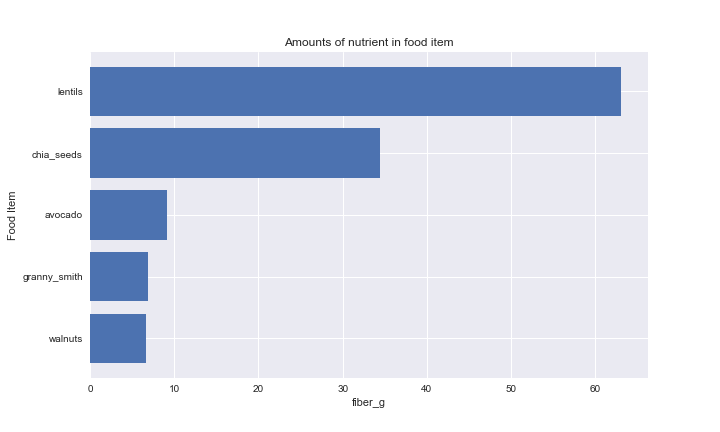 Amounts of nutrient in food item
Food Item
lentils
chia_seeds
avocado
granny_smith
walnuts
0 10 20 30 40 50 60
fiber_g